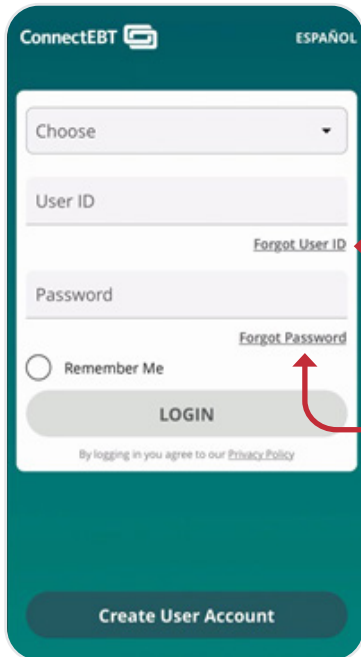 ConnectEBT ESPAÑOL
Choose
User ID
Forgot User ID
Password
Forgot Password
Remember Me
LOGIN
By logging in you agree to our Privacy Policy
Create User Account